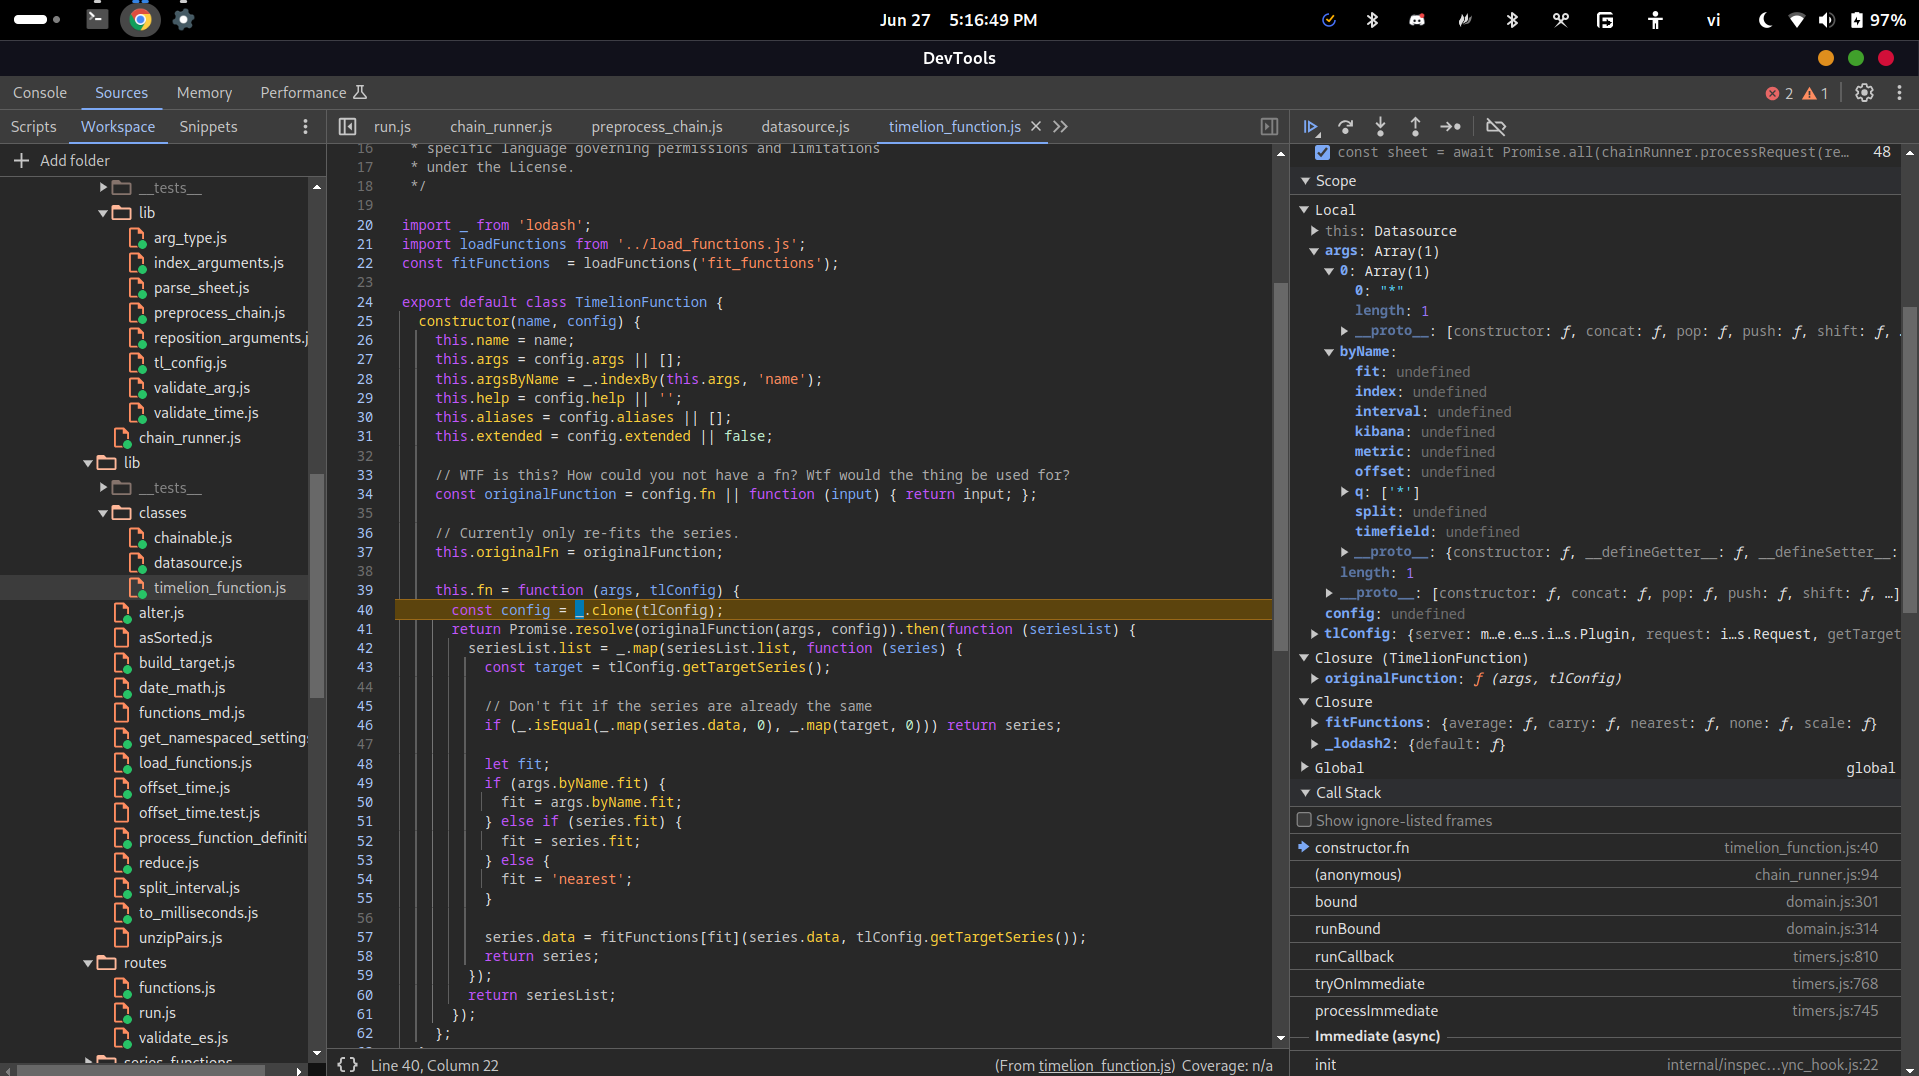 Jun 27 5:16:49 PM
vi
97%
DevTools
Console
Sources
Memory
Performance
2
1
Scripts
Workspace
Snippets
Add folder
__tests__
lib
arg_type.js
index_arguments.js
parse_sheet.js
preprocess_chain.js
reposition_arguments.j
tl_config.js
validate_arg.js
validate_time.js
chain_runner.js
lib
__tests__
classes
chainable.js
datasource.js
timelion_function.js
alter.js
asSorted.js
build_target.js
date_math.js
functions_md.js
get_namespaced_setting
load_functions.js
offset_time.js
offset_time.test.js
process_function_definiti
reduce.js
split_interval.js
to_milliseconds.js
unzipPairs.js
routes
functions.js
run.js
validate_es.js
series_functions
run.js
chain_runner.js
preprocess_chain.js
datasource.js
timelion_function.js
16 * specific language governing permissions and limitations
17 * under the License.
18 */
19
20 import _ from 'lodash';
21 import loadFunctions from '../load_functions.js';
22 const fitFunctions  = loadFunctions('fit_functions');
23
24 export default class TimelionFunction {
25 constructor(name, config) {
26 this.name = name;
27 this.args = config.args || [];
28 this.argsByName = _.indexBy(this.args, 'name');
29 this.help = config.help || '';
30 this.aliases = config.aliases || [];
31 this.extended = config.extended || false;
32
33 // WTF is this? How could you not have a fn? Wtf would the thing be used for?
34 const originalFunction = config.fn || function (input) { return input; };
35
36 // Currently only re-fits the series.
37 this.originalFn = originalFunction;
38
39 this.fn = function (args, tlConfig) {
40 const config = _.clone(tlConfig);
41 return Promise.resolve(originalFunction(args, config)).then(function (seriesList) {
42 seriesList.list = _.map(seriesList.list, function (series) {
43 const target = tlConfig.getTargetSeries();
44
45 // Don't fit if the series are already the same
46 if (_.isEqual(_.map(series.data, 0), _.map(target, 0))) return series;
47
48 let fit;
49 if (args.byName.fit) {
50 fit = args.byName.fit;
51 } else if (series.fit) {
52 fit = series.fit;
53 } else {
54 fit = 'nearest';
55 }
56
57 series.data = fitFunctions[fit](series.data, tlConfig.getTargetSeries());
58 return series;
59 });
60 return seriesList;
61 });
62 };
{} Line 40, Column 22
(From timelion_function.js) Coverage: n/a
const sheet = await Promise.all(chainRunner.processRequest(re… 48
Scope
Local
this: Datasource
args: Array(1)
0: Array(1)
0: "*"
length: 1
__proto__: [constructor: ƒ, concat: ƒ, pop: ƒ, push: ƒ, shift: ƒ, .
byName:
fit: undefined
index: undefined
interval: undefined
kibana: undefined
metric: undefined
offset: undefined
q: ['*']
split: undefined
timefield: undefined
__proto__: {constructor: ƒ, __defineGetter__: ƒ, __defineSetter__:
length: 1
__proto__: [constructor: ƒ, concat: ƒ, pop: ƒ, push: ƒ, shift: ƒ, …]
config: undefined
tlConfig: {server: m…e.e…s.i…s.Plugin, request: i…s.Request, getTarget
Closure (TimelionFunction)
originalFunction: ƒ (args, tlConfig)
Closure
fitFunctions: {average: ƒ, carry: ƒ, nearest: ƒ, none: ƒ, scale: ƒ}
_lodash2: {default: ƒ}
Global global
Call Stack
Show ignore-listed frames
constructor.fn timelion_function.js:40
(anonymous) chain_runner.js:94
bound domain.js:301
runBound domain.js:314
runCallback timers.js:810
tryOnImmediate timers.js:768
processImmediate timers.js:745
Immediate (async)
init internal/inspec…ync_hook.js:22